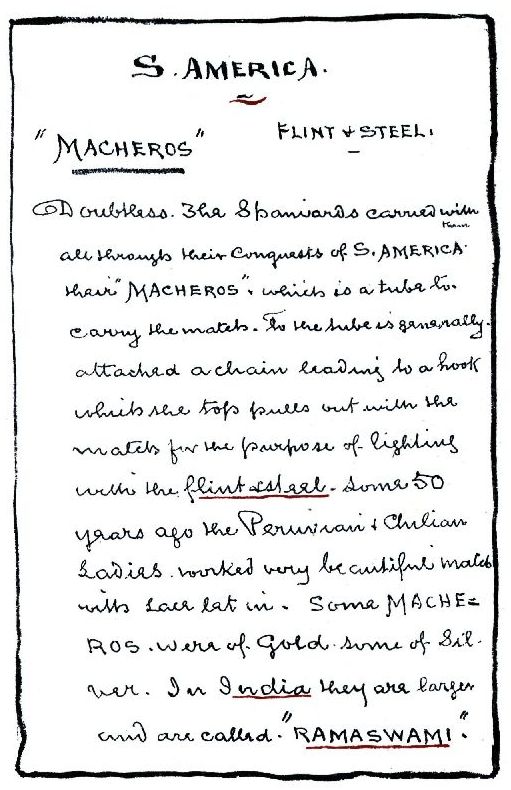 S. AMERICA.
"MACHEROS" FLINT & STEEL.
Doubtless. The Spaniards carried with
them
all through their Conquests of S. AMERICA
their "MACHEROS". which is a tube to.
carry the match. To the tube is generally.
attached a chain leading to a hook
which the top pulls out with the
match for the purpose of lighting
with the flint & steel. Some 50
years ago the Peruvian & Chilian
Ladies. worked very beautiful match
with lace let in. Some MACHE=
ROS. were of Gold some of Sil-
ver. In India they are larger
and are called. "RAMASWAMI".